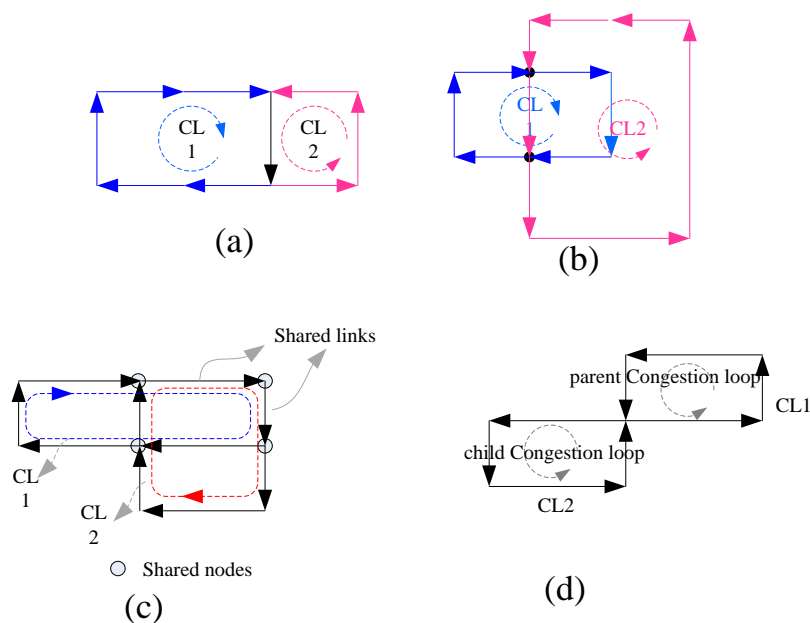 CL
1
CL
2
(a)
CL
1
CL2
(b)
Shared links
CL
1
CL
2
Shared nodes
(c)
parent Congestion loop
CL1
child Congestion loop
CL2
(d)